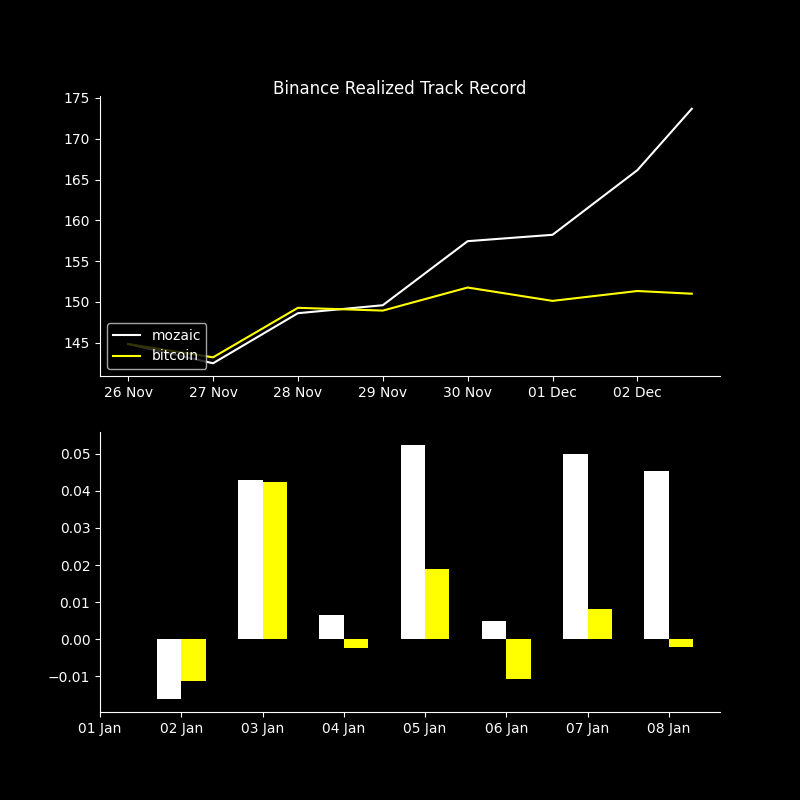 Binance Realized Track Record
175
170
165
160
155
150
145
mozaic
bitcoin
26 Nov 27 Nov 28 Nov 29 Nov 30 Nov 01 Dec 02 Dec
0.05
0.04
0.03
0.02
0.01
0.00
−0.01
01 Jan 02 Jan 03 Jan 04 Jan 05 Jan 06 Jan 07 Jan 08 Jan